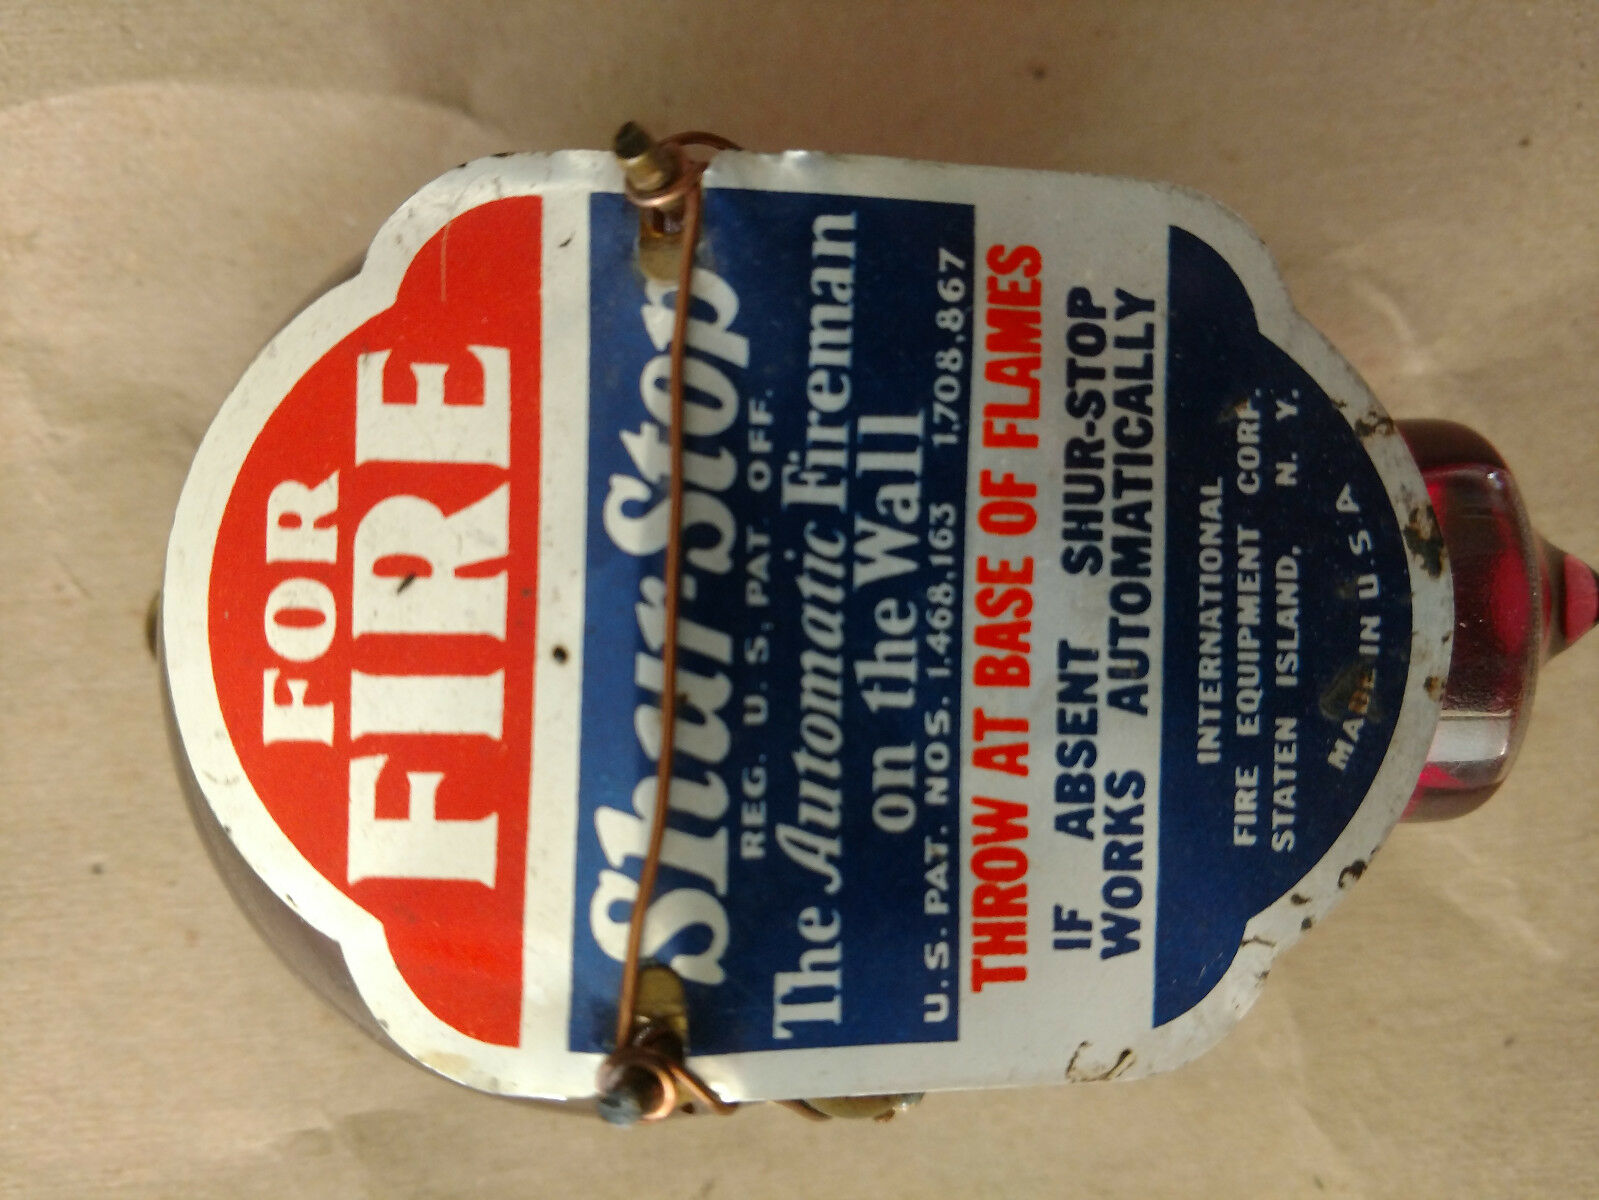 FOR
FIRE
Shur-Stop
REG. U. S. PAT. OFF.
The Automatic Fireman
on the Wall
U.S. PAT. NOS. 1,468,163 1,708,867
THROW AT BASE OF FLAMES
IF ABSENT SHUR-STOP
WORKS AUTOMATICALLY
INTERNATIONAL
FIRE EQUIPMENT CORP.
STATEN ISLAND, N. Y.
MADE IN U.S.A